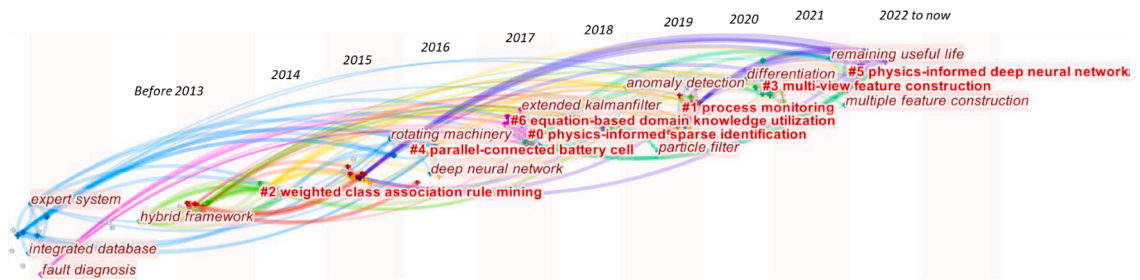 Before 2013
2014
2015
2016
2017
2018
2019
2020
2021
2022 to now
remaining useful life
#5 physics-informed deep neural network
differentiation
#3 multi-view feature construction
anomaly detection
multiple feature construction
#1 process monitoring
extended kalmanfilter
#6 equation-based domain knowledge utilization
#0 physics-informed sparse identification
rotating machinery
particle filter
#4 parallel-connected battery cell
deep neural network
#2 weighted class association rule mining
expert system
hybrid framework
integrated database
fault diagnosis